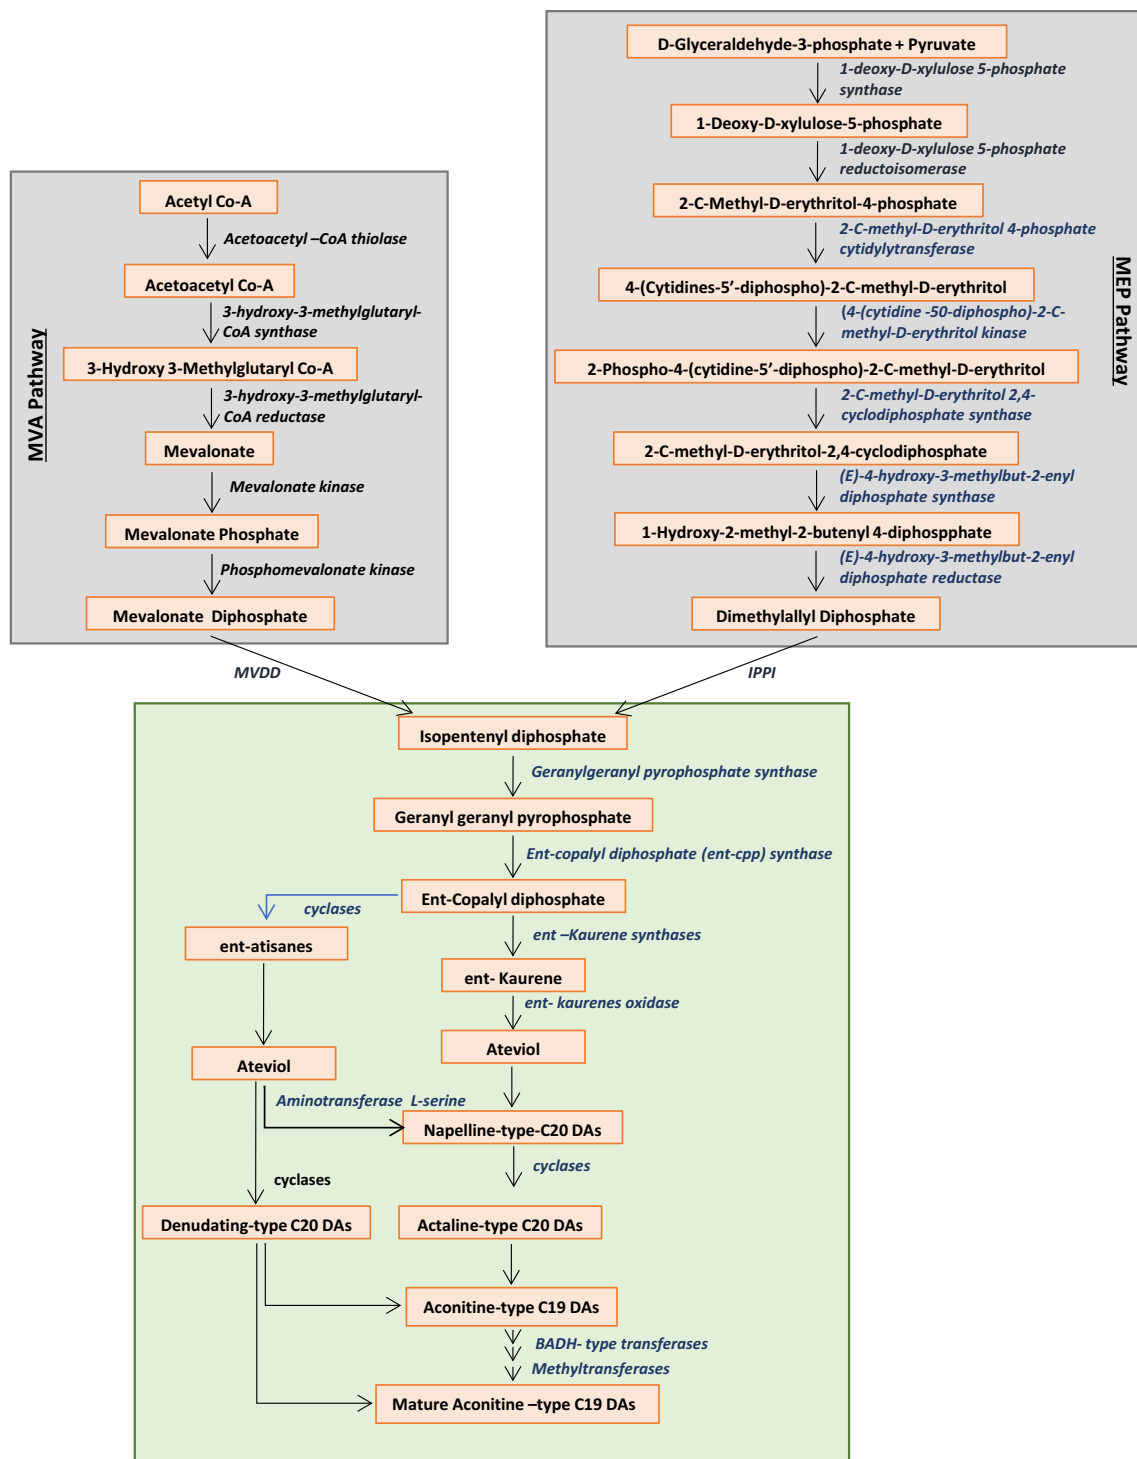 D-Glyceraldehyde-3-phosphate + Pyruvate
1-deoxy-D-xylulose 5-phosphate
synthase
1-Deoxy-D-xylulose-5-phosphate
1-deoxy-D-xylulose 5-phosphate
reductoisomerase
2-C-Methyl-D-erythritol-4-phosphate
2-C-methyl-D-erythritol 4-phosphate
cytidylytransferase
4-(Cytidines-5’-diphospho)-2-C-methyl-D-erythritol
(4-(cytidine -50-diphospho)-2-C-
methyl-D-erythritol kinase
2-Phospho-4-(cytidine-5’-diphospho)-2-C-methyl-D-erythritol
2-C-methyl-D-erythritol 2,4-
cyclodiphosphate synthase
2-C-methyl-D-erythritol-2,4-cyclodiphosphate
(E)-4-hydroxy-3-methylbut-2-enyl
diphosphate synthase
1-Hydroxy-2-methyl-2-butenyl 4-diphospphate
(E)-4-hydroxy-3-methylbut-2-enyl
diphosphate reductase
Dimethylallyl Diphosphate
MEP Pathway
Acetyl Co-A
Acetoacetyl –CoA thiolase
Acetoacetyl Co-A
3-hydroxy-3-methylglutaryl-
CoA synthase
3-Hydroxy 3-Methylglutaryl Co-A
3-hydroxy-3-methylglutaryl-
CoA reductase
Mevalonate
Mevalonate kinase
Mevalonate Phosphate
Phosphomevalonate kinase
Mevalonate Diphosphate
MVA Pathway
MVDD
IPPI
Isopentenyl diphosphate
Geranylgeranyl pyrophosphate synthase
Geranyl geranyl pyrophosphate
Ent-copalyl diphosphate (ent-cpp) synthase
Ent-Copalyl diphosphate
cyclases
ent –Kaurene synthases
ent-atisanes
ent- Kaurene
ent- kaurenes oxidase
Ateviol
Ateviol
Aminotransferase L-serine
Napelline-type-C20 DAs
cyclases
cyclases
Denudating-type C20 DAs
Actaline-type C20 DAs
Aconitine-type C19 DAs
BADH- type transferases
Methyltransferases
Mature Aconitine –type C19 DAs